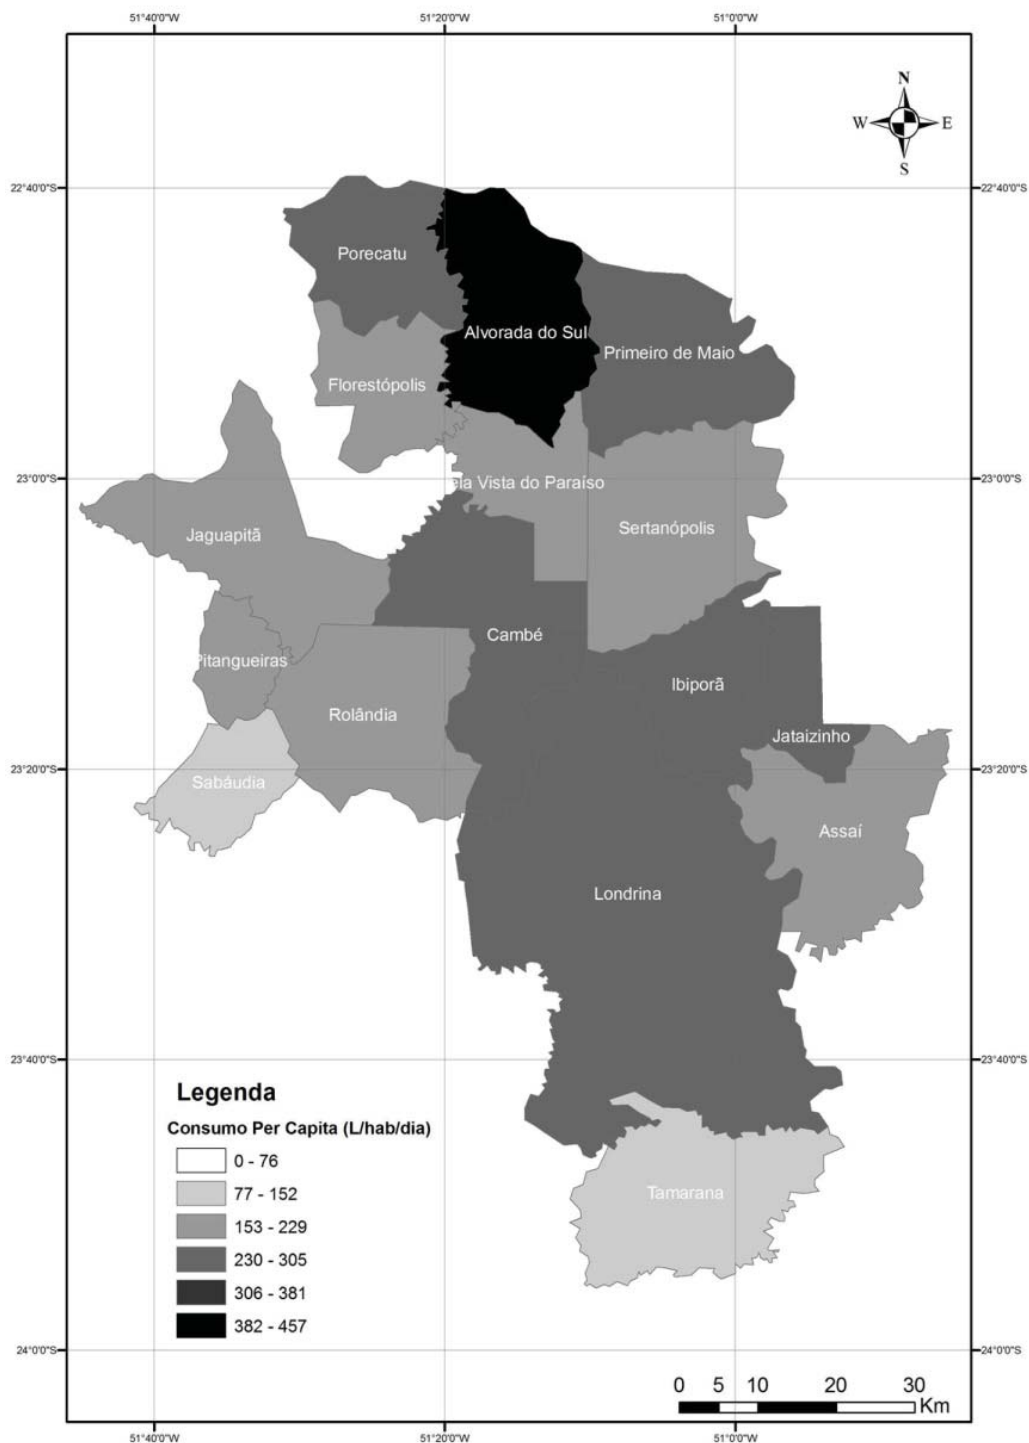 51°40'0"W
51°20'0"W
51°0'0"W
N
W
E
S
22°40'0"S
22°40'0"S
Porecatu
Alvorada do Sul
Primeiro de Maio
Florestópolis
23°0'0"S
ela Vista do Paraíso
23°0'0"S
Sertanópolis
Jaguapitã
Cambé
Pitangueiras
Ibiporã
Rolândia
Jataizinho
23°20'0"S
23°20'0"S
Sabáudia
Assaí
Londrina
23°40'0"S
23°40'0"S
Legenda
Consumo Per Capita (L/hab/dia)
0 - 76
77 - 152
153 - 229
230 - 305
306 - 381
382 - 457
Tamarana
24°0'0"S
24°0'0"S
0 5 10 20 30
Km
51°40'0"W
51°20'0"W
51°0'0"W